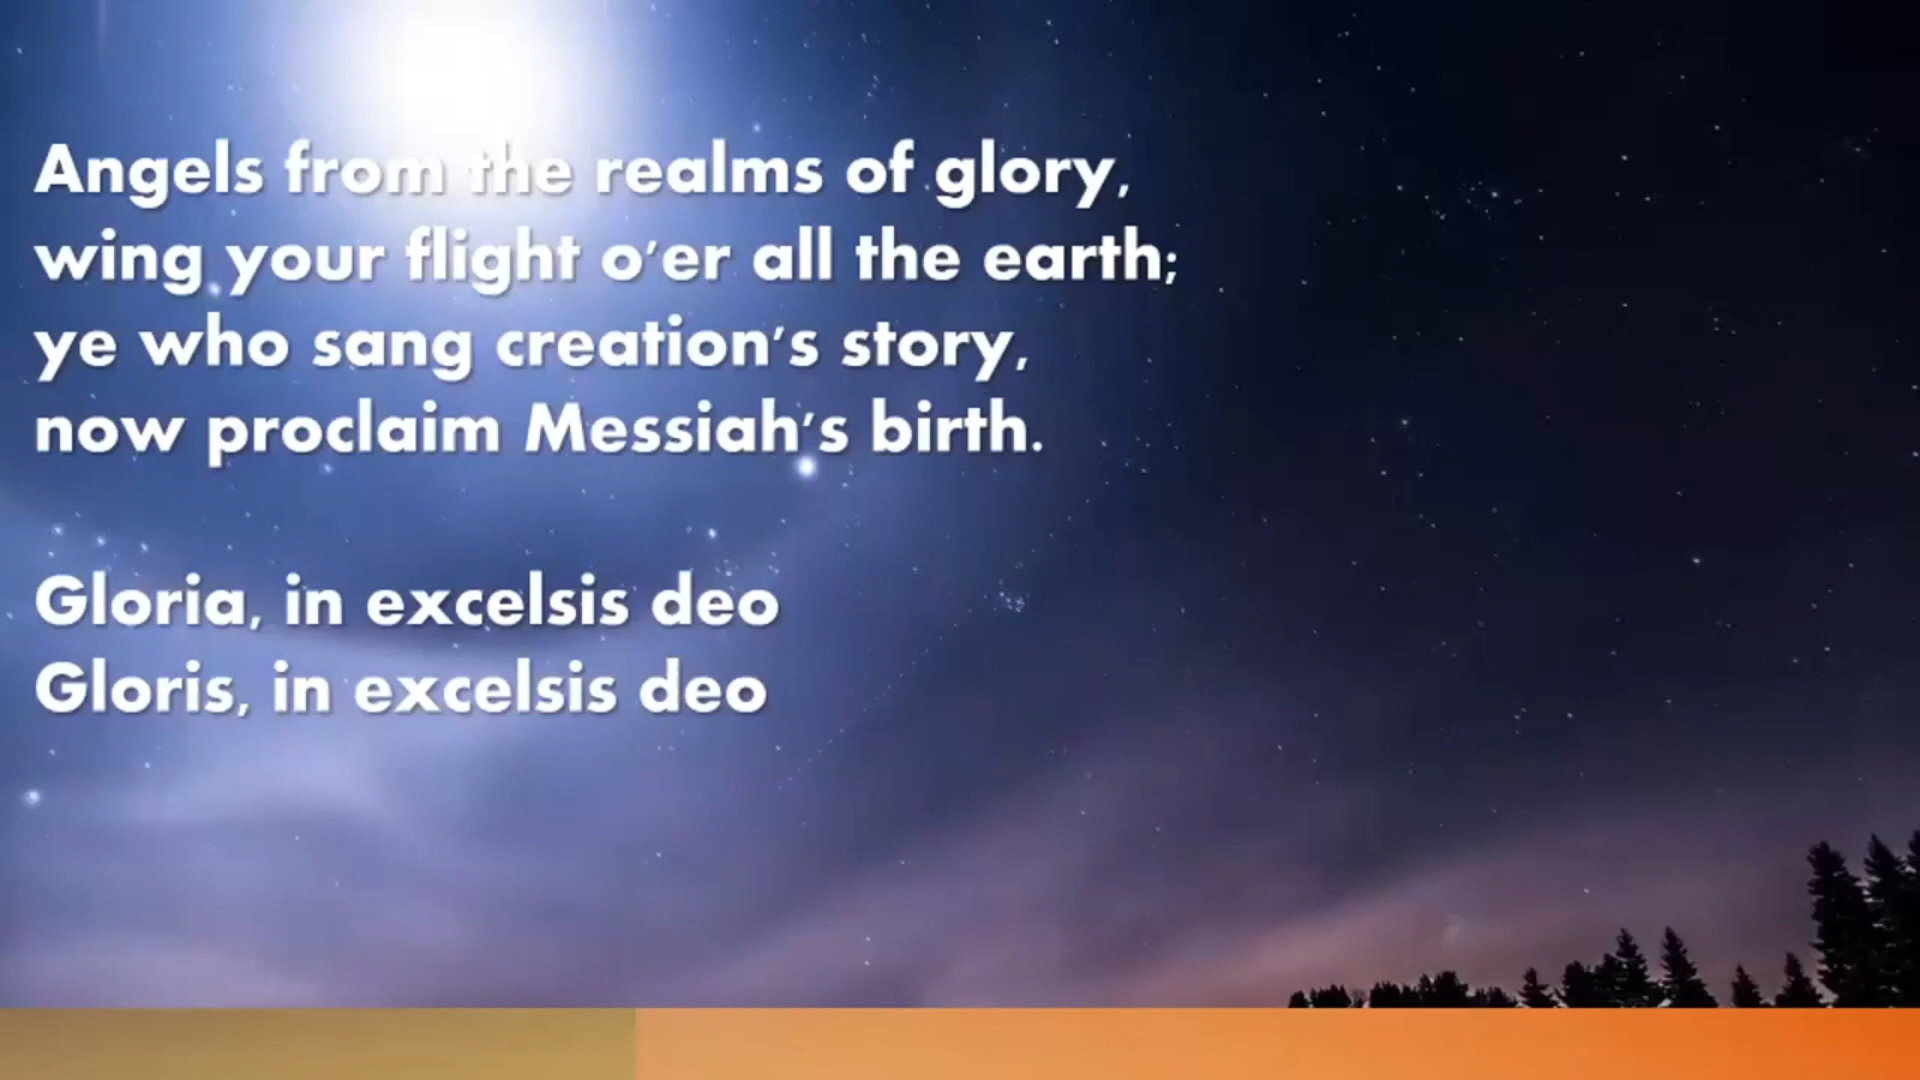 Angels from the realms of glory,
wing your flight o'er all the earth;
ye who sang creation's story,
now proclaim Messiah's birth.
Gloria, in excelsis deo
Gloris, in excelsis deo